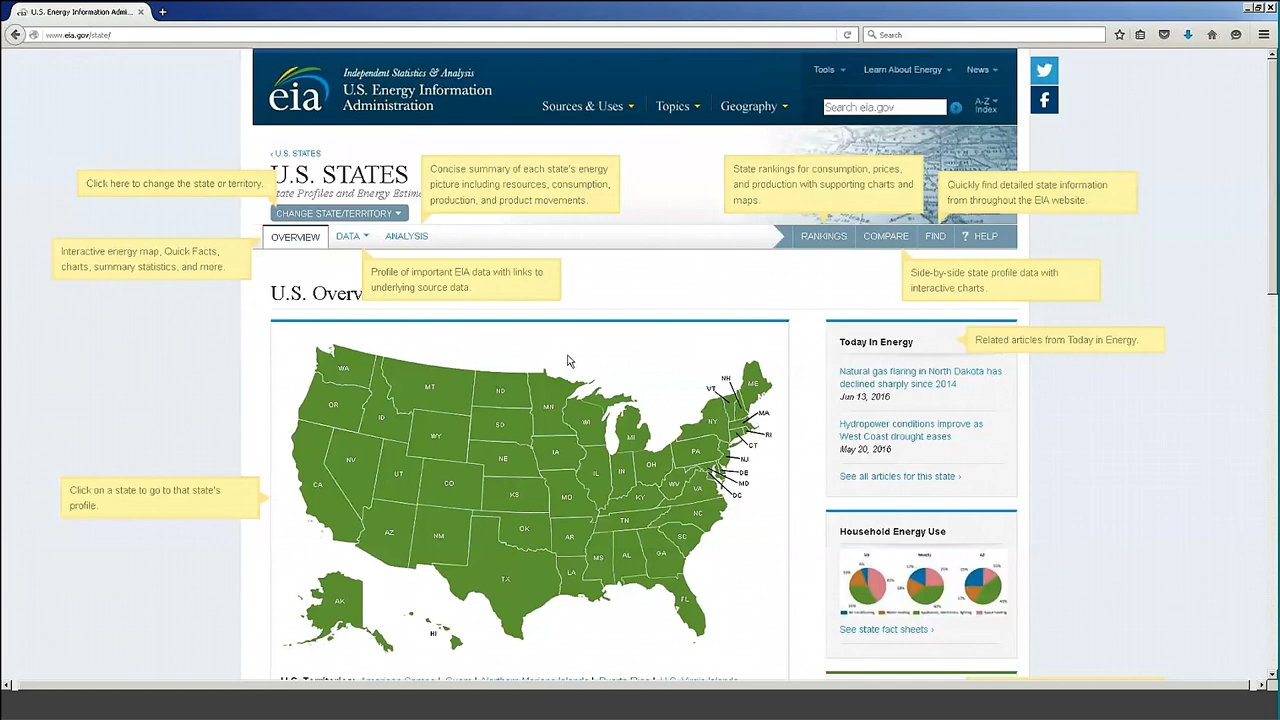 U.S. Energy Information Admi...
www.eia.gov/state/
Search
eia
Independent Statistics & Analysis
U.S. Energy Information
Administration
Tools
Learn About Energy
News
Sources & Uses
Topics
Geography
Search eia.gov
A-Z
Index
‹ U.S. STATES
U.S. STATES
State Profiles and Energy Estim
CHANGE STATE/TERRITORY
Click here to change the state or territory.
Concise summary of each state's energy
picture including resources, consumption,
production, and product movements.
State rankings for consumption, prices,
and production with supporting charts and
maps.
Quickly find detailed state information
from throughout the EIA website.
OVERVIEW
DATA
ANALYSIS
RANKINGS
COMPARE
FIND
? HELP
Interactive energy map, Quick Facts,
charts, summary statistics, and more.
Profile of important EIA data with links to
underlying source data.
Side-by-side state profile data with
interactive charts.
U.S. Overv
Today In Energy
Related articles from Today in Energy.
Natural gas flaring in North Dakota has
declined sharply since 2014
Jun 13, 2016
Hydropower conditions improve as
West Coast drought eases
May 20, 2016
See all articles for this state ›
Click on a state to go to that state's
profile.
WA
MT
ND
MN
OR
ID
SD
WI
WY
MI
NY
VT
NH
ME
MA
RI
CT
NJ
DE
MD
DC
PA
NV
UT
CO
NE
IA
IL
IN
OH
WV
VA
CA
KS
MO
KY
NC
TN
SC
AZ
NM
OK
AR
MS
AL
GA
TX
LA
FL
AK
HI
Household Energy Use
See state fact sheets ›
U.S. Territories: American Samoa | Guam | Northern Mariana Islands | Puerto Rico | U.S. Virgin Islands